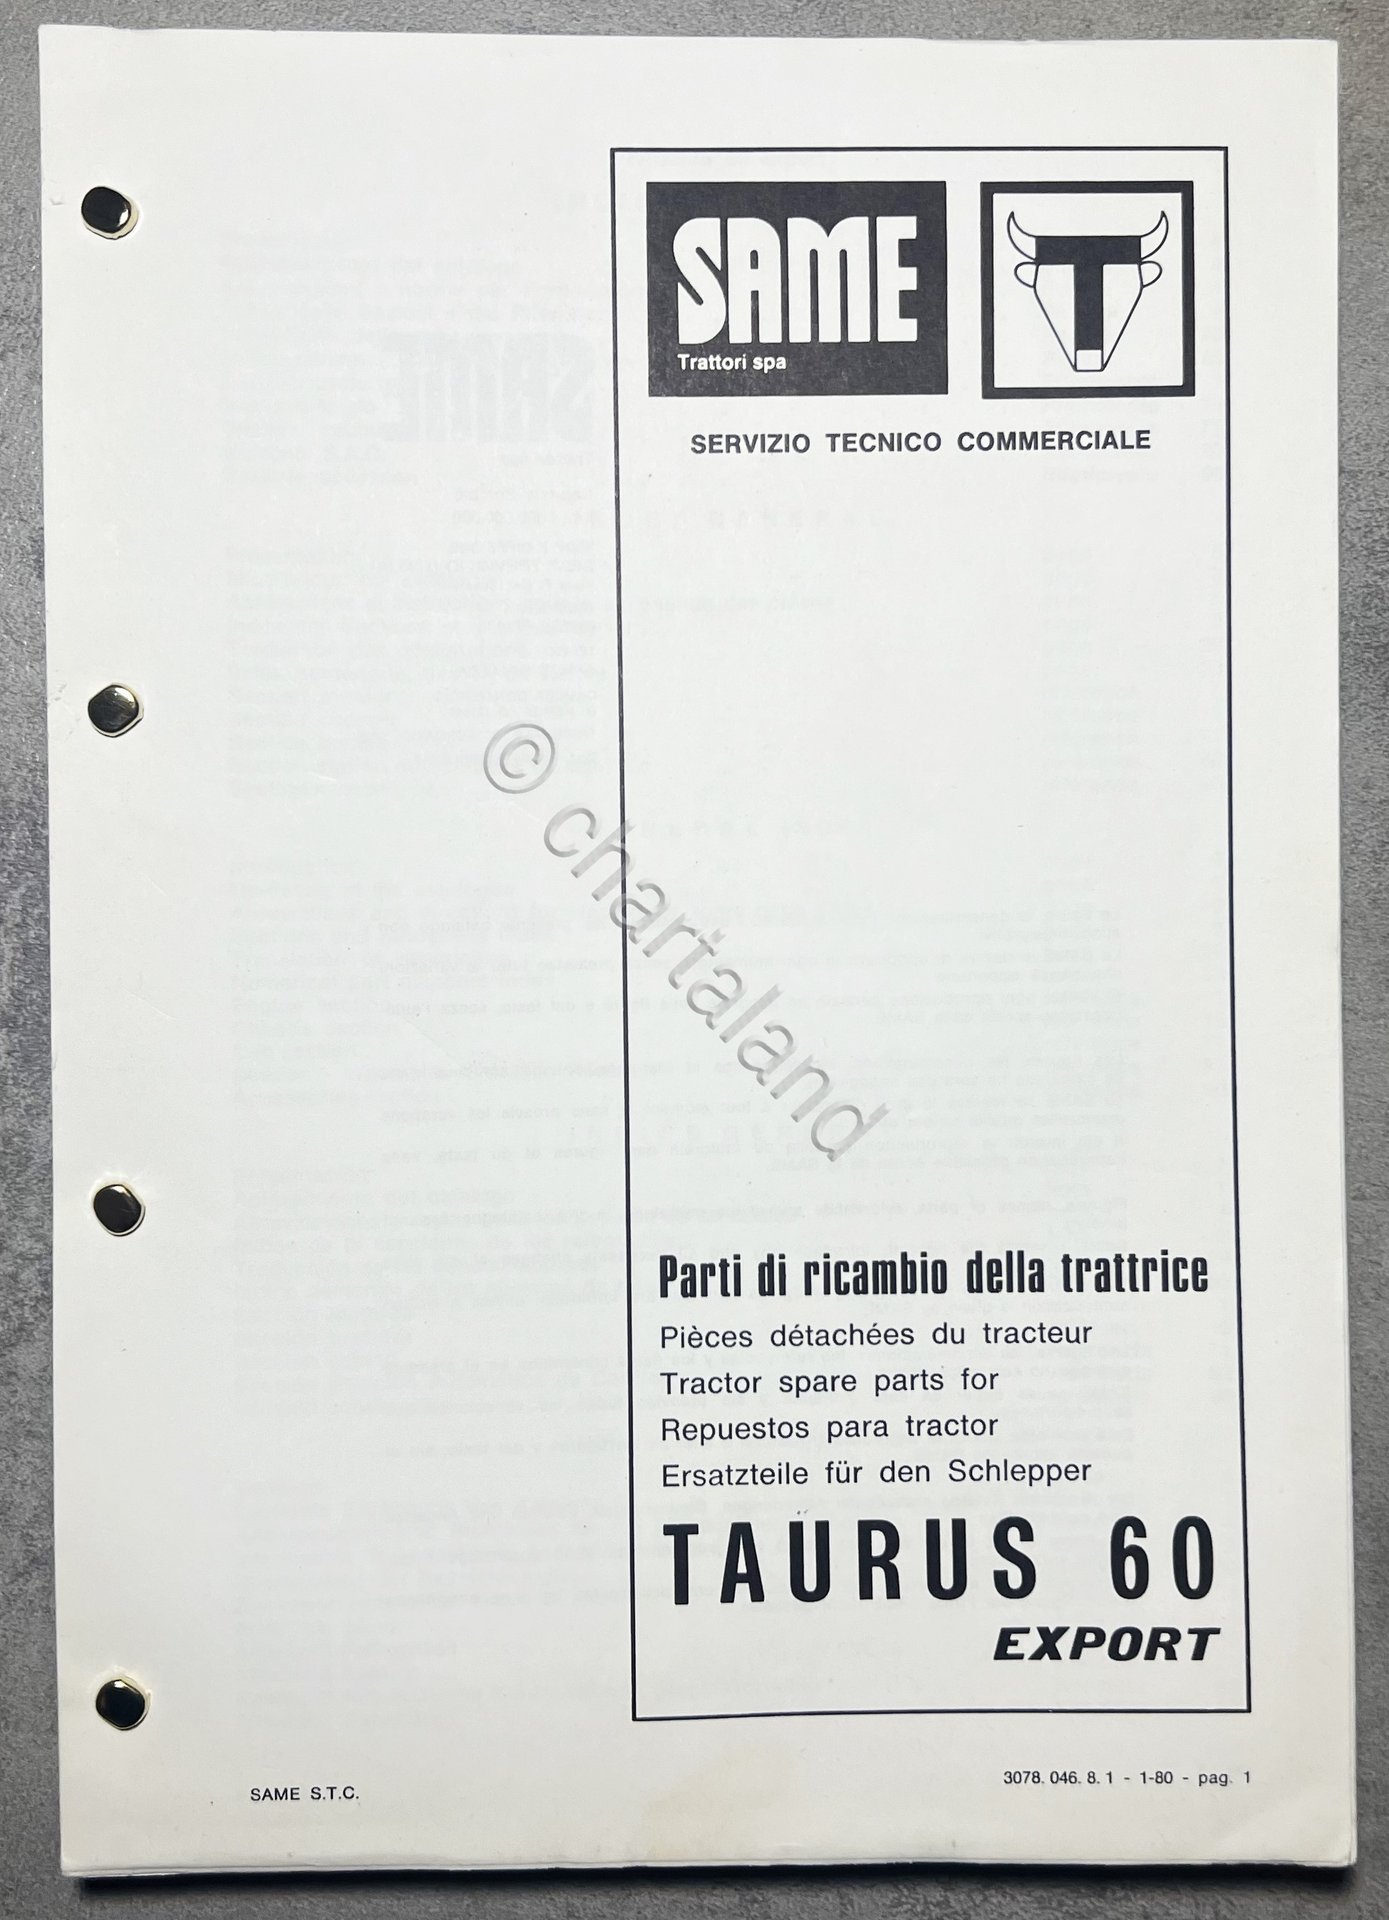 SAME
Trattori spa
T
SERVIZIO TECNICO COMMERCIALE
© chartaland
Parti di ricambio della trattrice
Pièces détachées du tracteur
Tractor spare parts for
Repuestos para tractor
Ersatzteile für den Schlepper
TAURUS 60
EXPORT
SAME S.T.C.
3078.046.8.1 - 1-80 - pag. 1